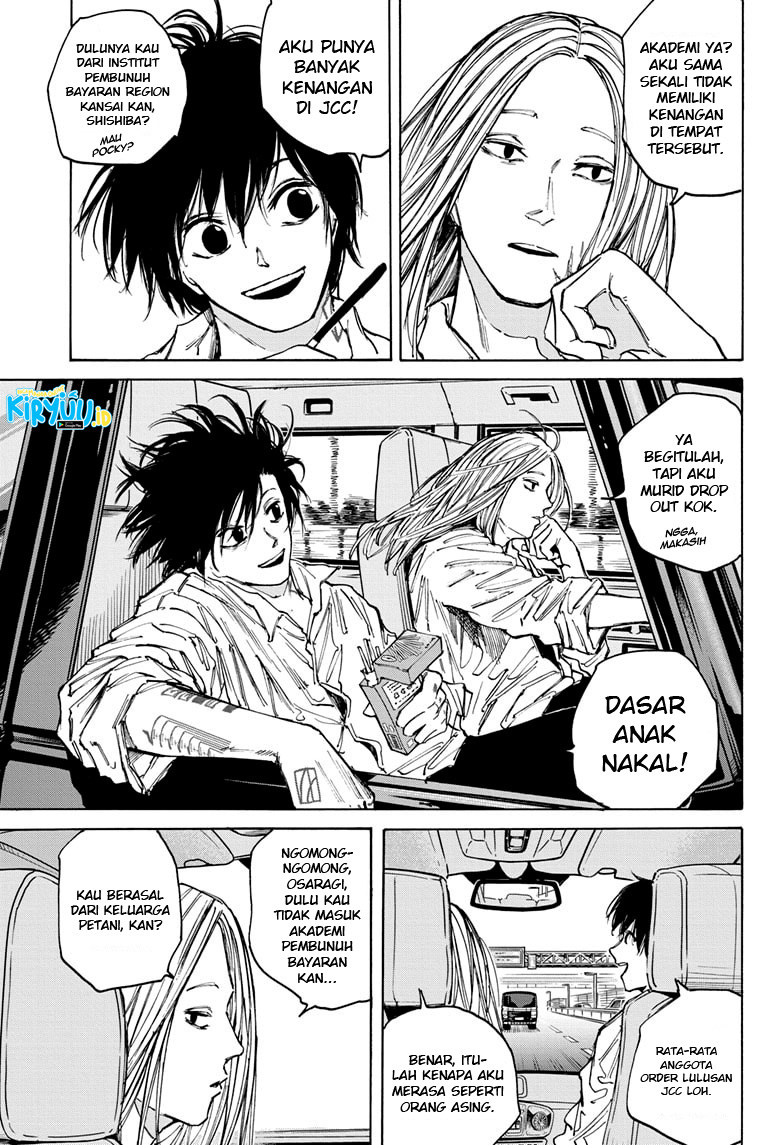 AKADEMI YA?
AKU SAMA
SEKALI TIDAK
MEMILIKI
KENANGAN
DI TEMPAT
TERSEBUT.
AKU PUNYA
BANYAK
KENANGAN
DI JCC!
DULUNYA KAU
DARI INSTITUT
PEMBUNUH
BAYARAN REGION
KANSAI KAN,
SHISHIBA?
MAU
POCKY?
KIRYUU.ID
YA
BEGITULAH,
TAPI AKU
MURID DROP
OUT KOK.
NGGA,
MAKASIH
DASAR
ANAK
NAKAL!
RATA-RATA
ANGGOTA
ORDER LULUSAN
JCC LOH.
BENAR, ITU-
LAH KENAPA AKU
MERASA SEPERTI
ORANG ASING.
NGOMONG-
NGOMONG,
OSARAGI,
DULU KAU
TIDAK MASUK
AKADEMI
PEMBUNUH
BAYARAN
KAN...
KAU BERASAL
DARI KELUARGA
PETANI, KAN?